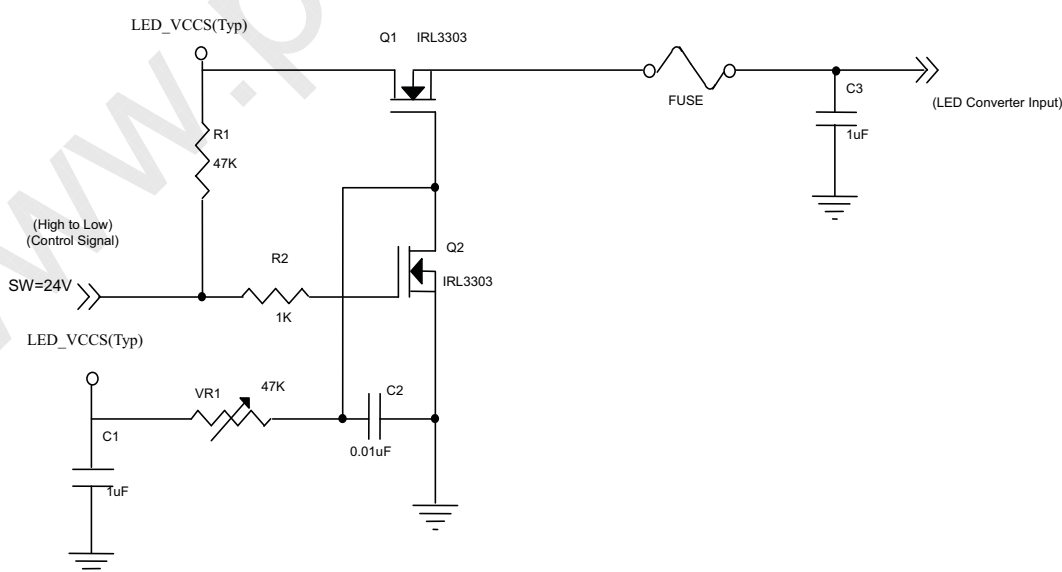 LED_VCCS(Typ)
Q1 IRL3303
FUSE
C3
1uF
(LED Converter Input)
R1
47K
(High to Low)
(Control Signal)
SW=24V
R2
1K
Q2
IRL3303
LED_VCCS(Typ)
VR1
47K
C2
0.01uF
C1
1uF